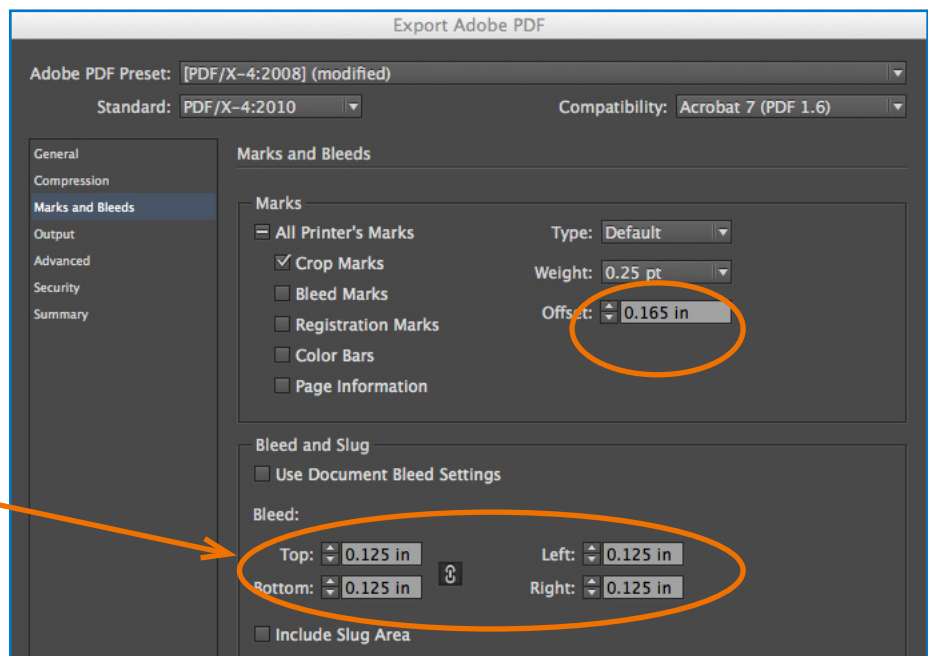 Export Adobe PDF
Adobe PDF Preset: [PDF/X-4:2008] (modified)
Standard: PDF/X-4:2010 Compatibility: Acrobat 7 (PDF 1.6)
General
Compression
Marks and Bleeds
Output
Advanced
Security
Summary
Marks and Bleeds
Marks
All Printer's Marks
Crop Marks
Bleed Marks
Registration Marks
Color Bars
Page Information
Type: Default
Weight: 0.25 pt
Offset: 0.165 in
Bleed and Slug
Use Document Bleed Settings
Bleed:
Top: 0.125 in Left: 0.125 in
Bottom: 0.125 in Right: 0.125 in
Include Slug Area